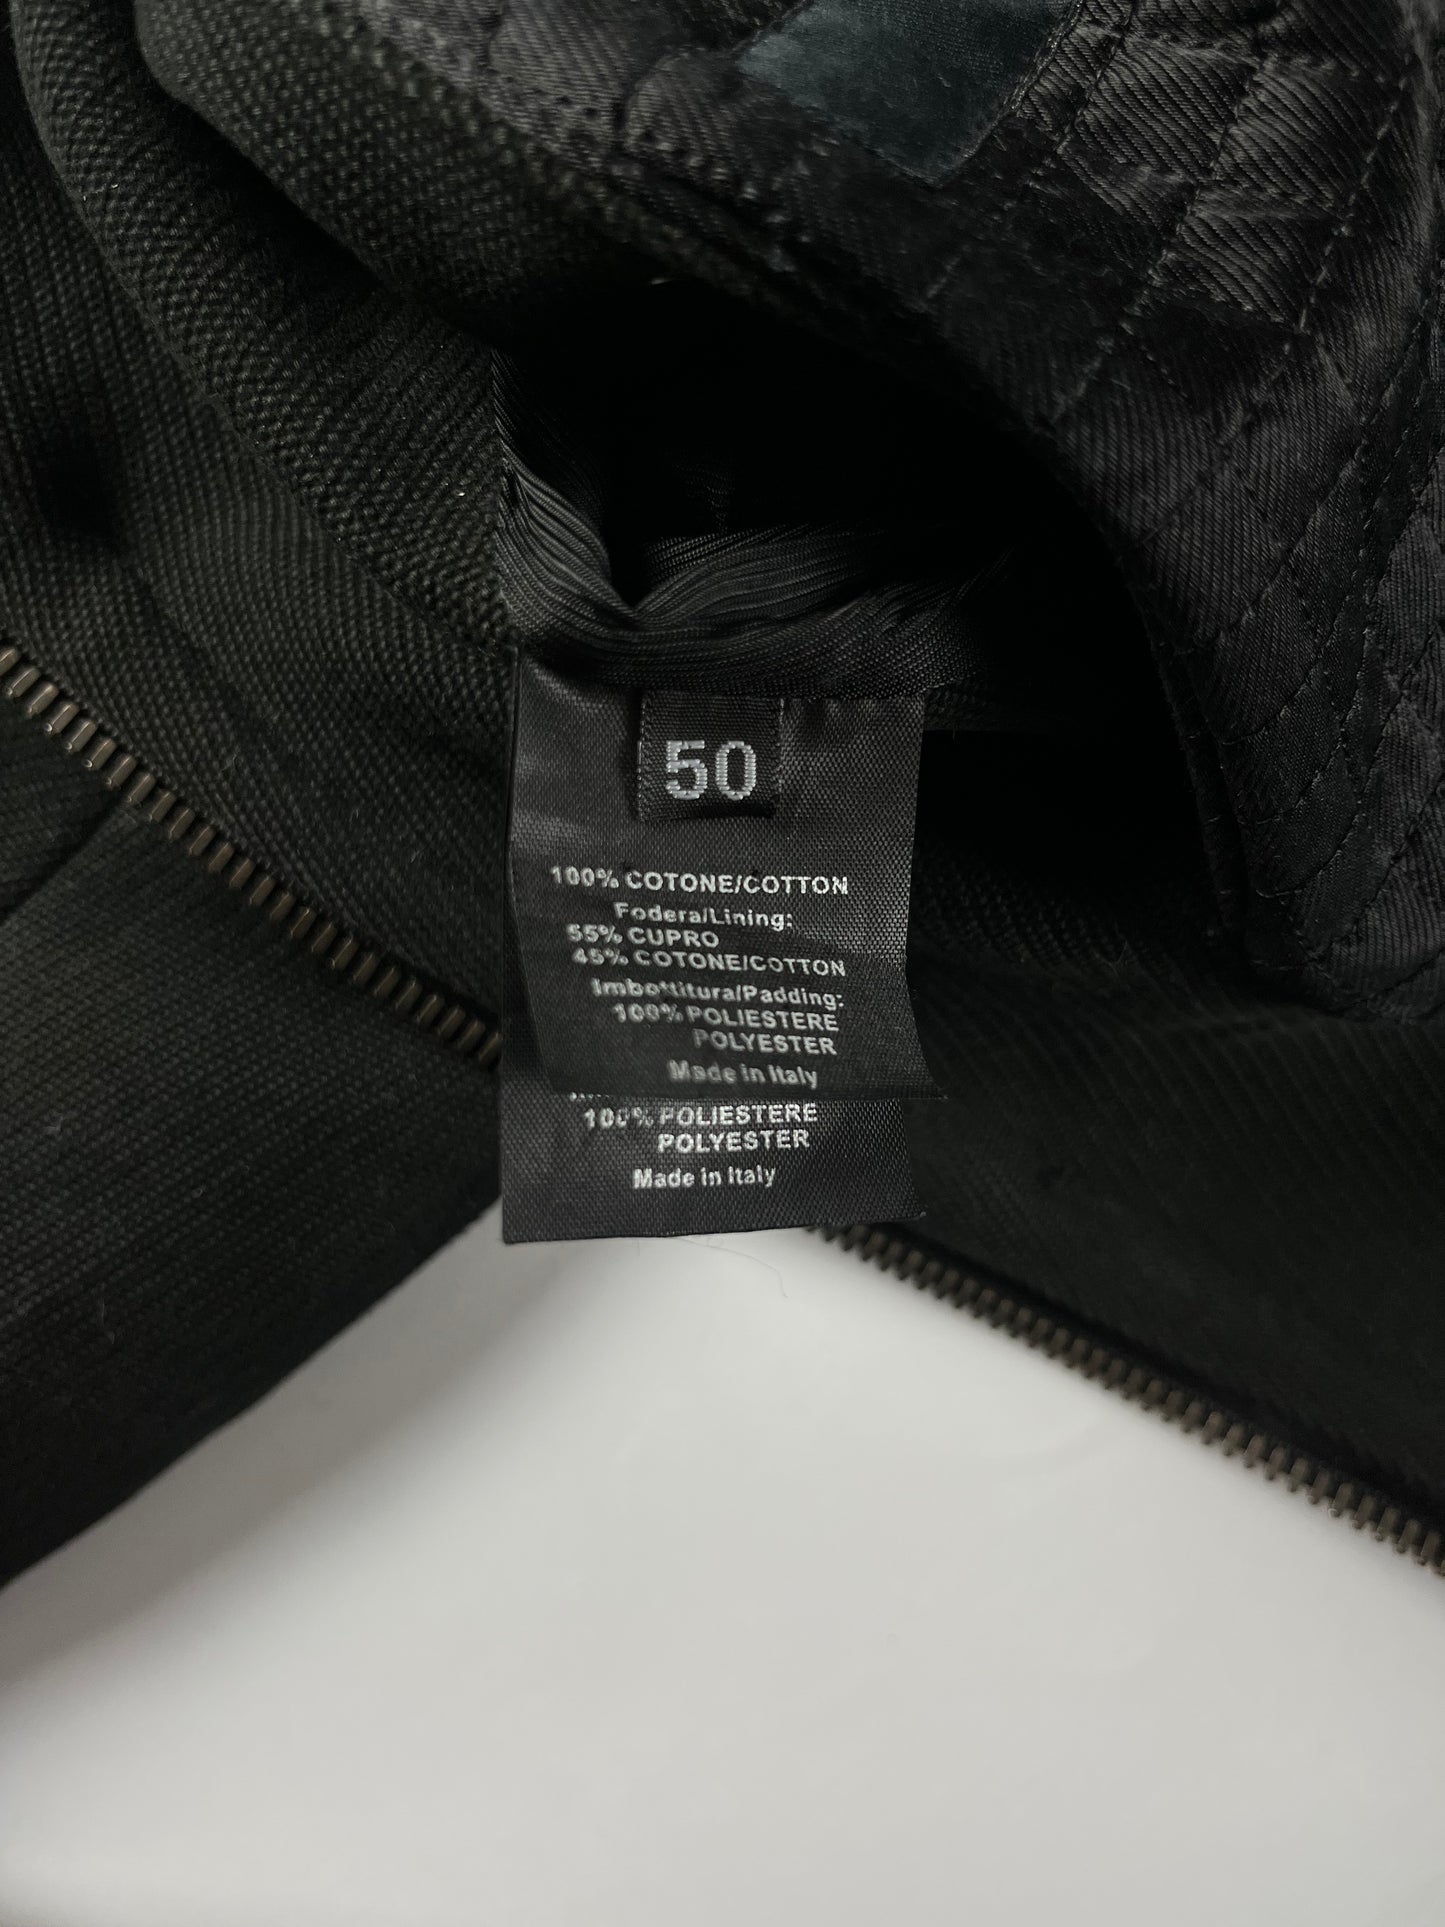 50
100% COTONE/COTTON
Fodera/Lining:
55% CUPRO
45% COTONE/COTTON
Imbottitura/Padding:
100% POLIESTERE
POLYESTER
Made in Italy
100% POLIESTERE
POLYESTER
Made in Italy